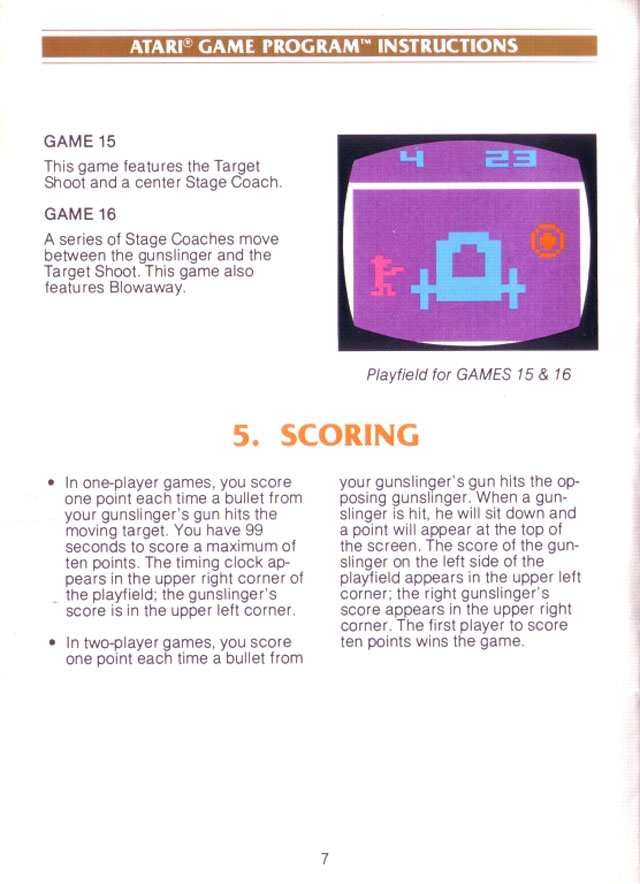 ATARI® GAME PROGRAM™ INSTRUCTIONS
GAME 15
This game features the Target
Shoot and a center Stage Coach.
GAME 16
A series of Stage Coaches move
between the gunslinger and the
Target Shoot. This game also
features Blowaway.
4 23
Playfield for GAMES 15 & 16
5. SCORING
• In one-player games, you score
one point each time a bullet from
your gunslinger's gun hits the
moving target. You have 99
seconds to score a maximum of
ten points. The timing clock ap-
pears in the upper right corner of
the playfield; the gunslinger's
score is in the upper left corner.
• In two-player games, you score
one point each time a bullet from
your gunslinger's gun hits the op-
posing gunslinger. When a gun-
slinger is hit, he will sit down and
a point will appear at the top of
the screen. The score of the gun-
slinger on the left side of the
playfield appears in the upper left
corner; the right gunslinger's
score appears in the upper right
corner. The first player to score
ten points wins the game.
7